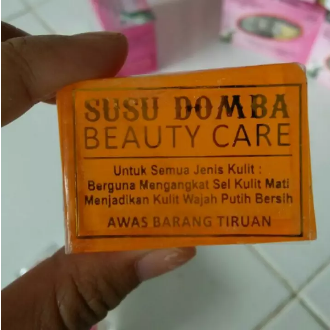 SUSU DOMBA
BEAUTY CARE
Untuk Semua Jenis Kulit :
Berguna Mengangkat Sel Kulit Mati
Menjadikan Kulit Wajah Putih Bersih
AWAS BARANG TIRUAN